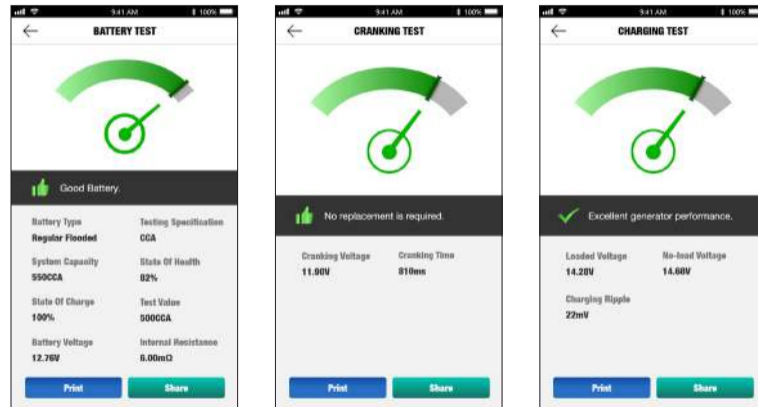 9:41 AM
100%
BATTERY TEST
Good Battery.
Battery Type
Testing Specification
Regular Flooded
CCA
System Capacity
State Of Health
550CCA
82%
State Of Charge
Test Value
100%
500CCA
Battery Voltage
Internal Resistance
12.76V
6.00mΩ
Print
Share
9:41 AM
100%
CRANKING TEST
No replacement is required.
Cranking Voltage
Cranking Time
11.90V
810ms
Print
Share
9:41 AM
100%
CHARGING TEST
Excellent generator performance.
Loaded Voltage
No-load Voltage
14.28V
14.68V
Charging Ripple
22mV
Print
Share